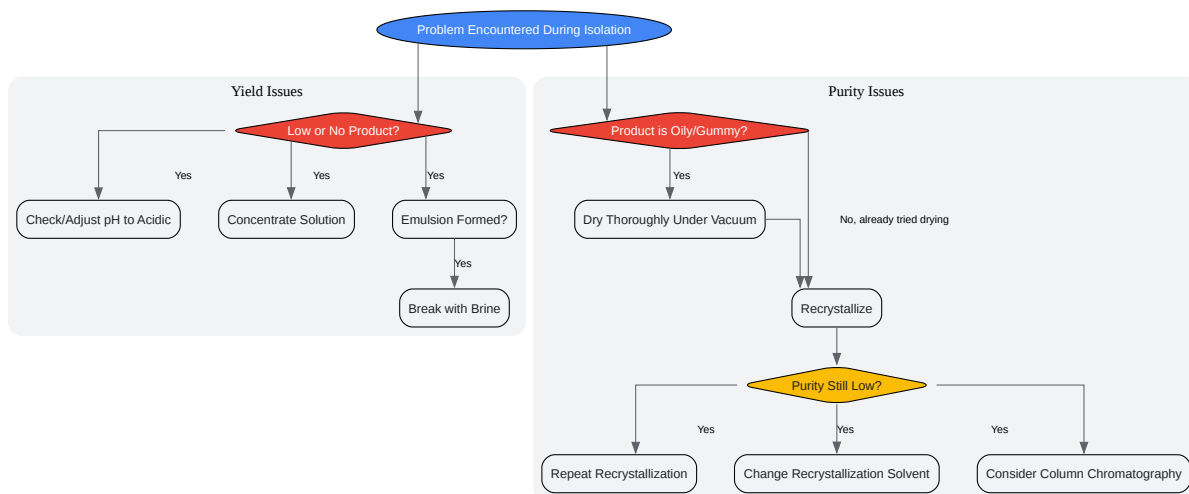 Problem Encountered During Isolation
Yield Issues
Purity Issues
Low or No Product?
Product is Oily/Gummy?
Yes
Yes
Yes
Yes
Check/Adjust pH to Acidic
Concentrate Solution
Emulsion Formed?
Dry Thoroughly Under Vacuum
No, already tried drying
Yes
Break with Brine
Recrystallize
Purity Still Low?
Yes
Yes
Yes
Repeat Recrystallization
Change Recrystallization Solvent
Consider Column Chromatography